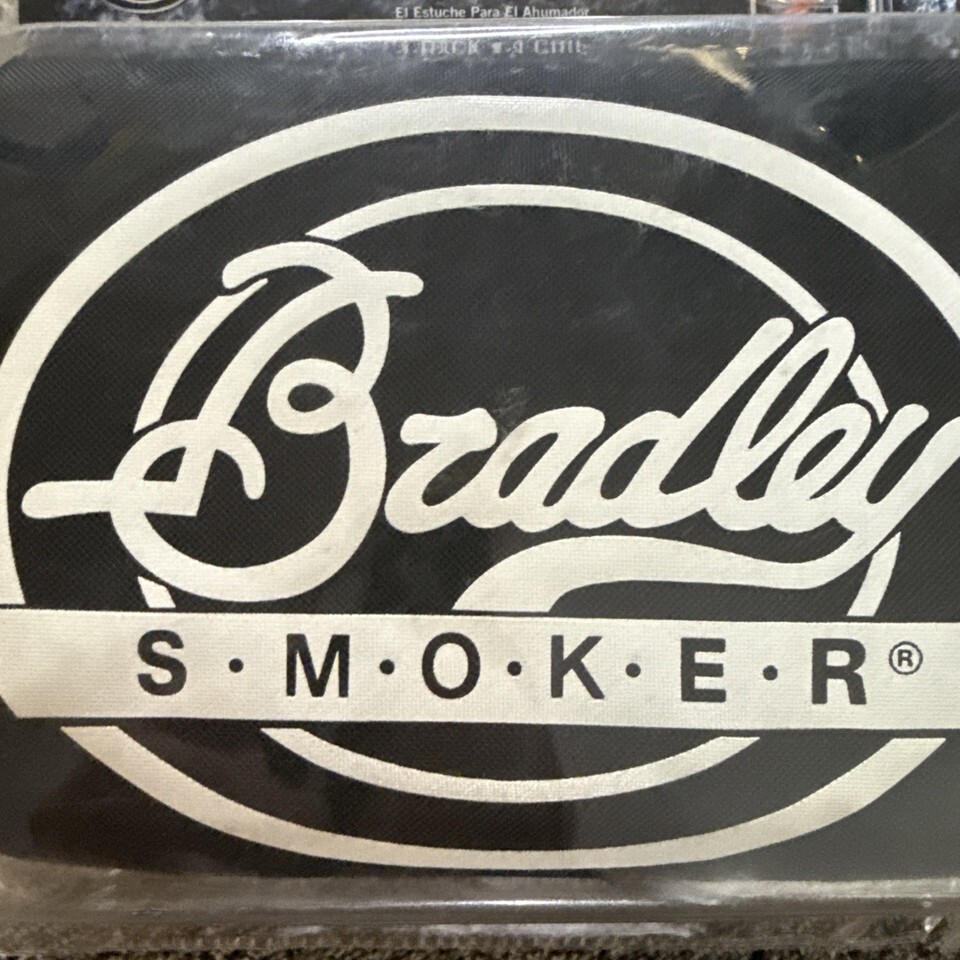 El Estuche Para El Ahumador
Bradley
S·M·O·K·E·R®